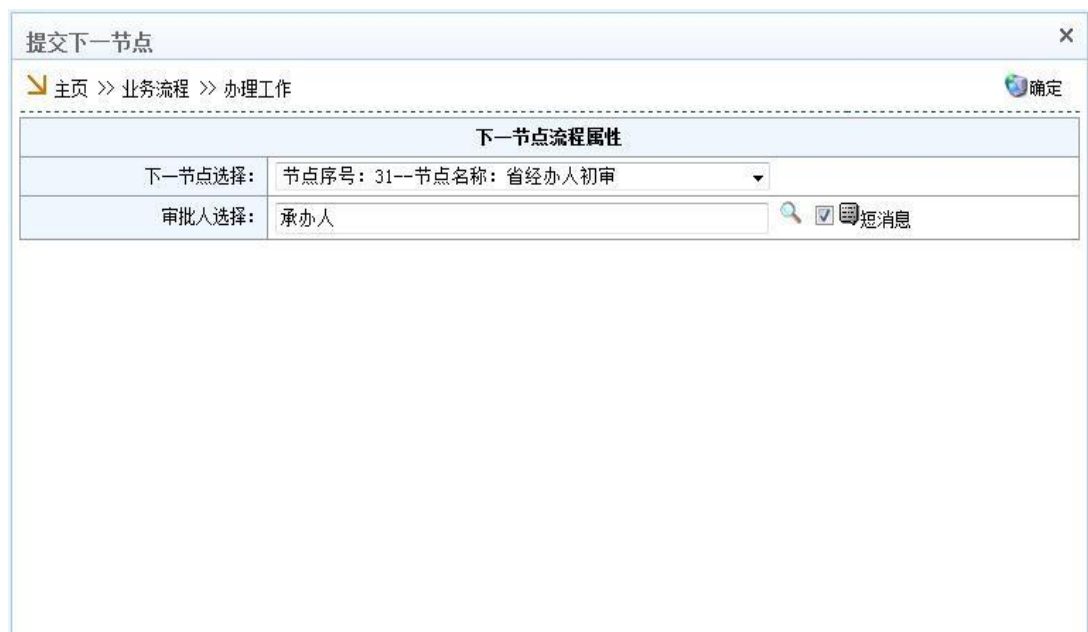 提交下一节点
主页 >> 业务流程 >> 办理工作
确定
下一节点流程属性
下一节点选择: 节点序号: 31--节点名称: 省经办人初审
审批人选择: 承办人 短消息